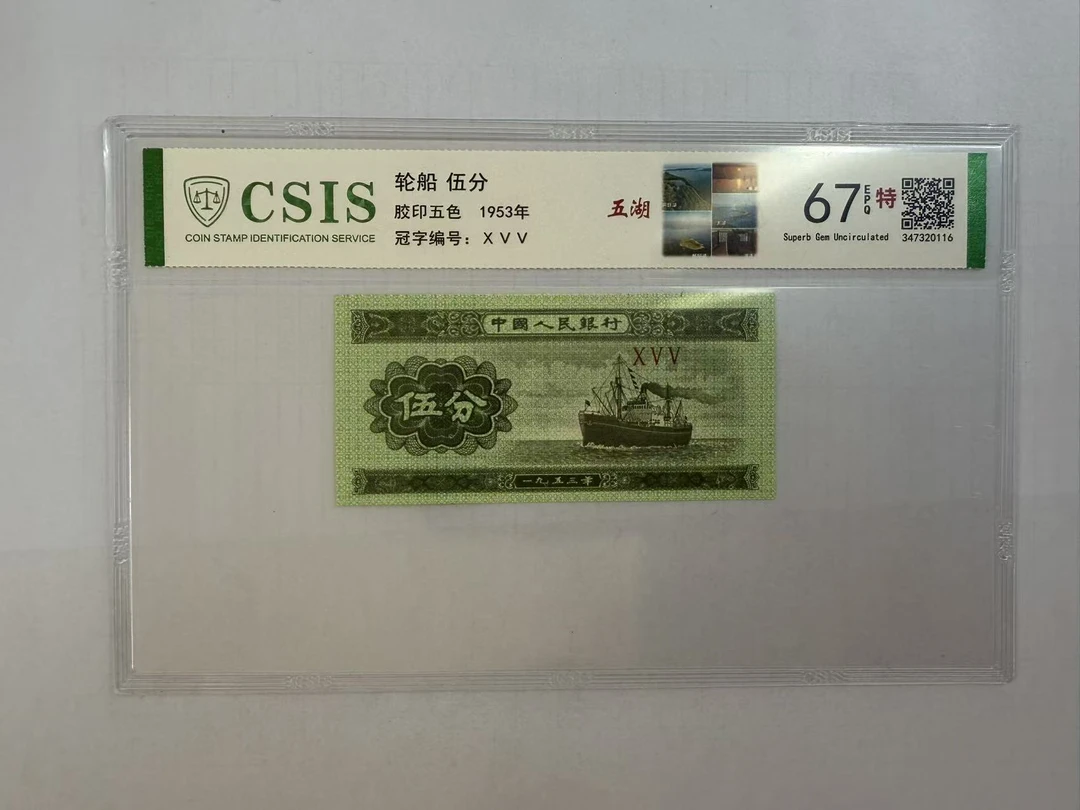 CSIS
COIN STAMP IDENTIFICATION SERVICE
轮船 伍分
胶印五色 1953年
冠字编号：X V V
五湖
67 EPQ 特
Superb Gem Uncirculated 347320116
中國人民銀行
X V V
伍分
一九五三年